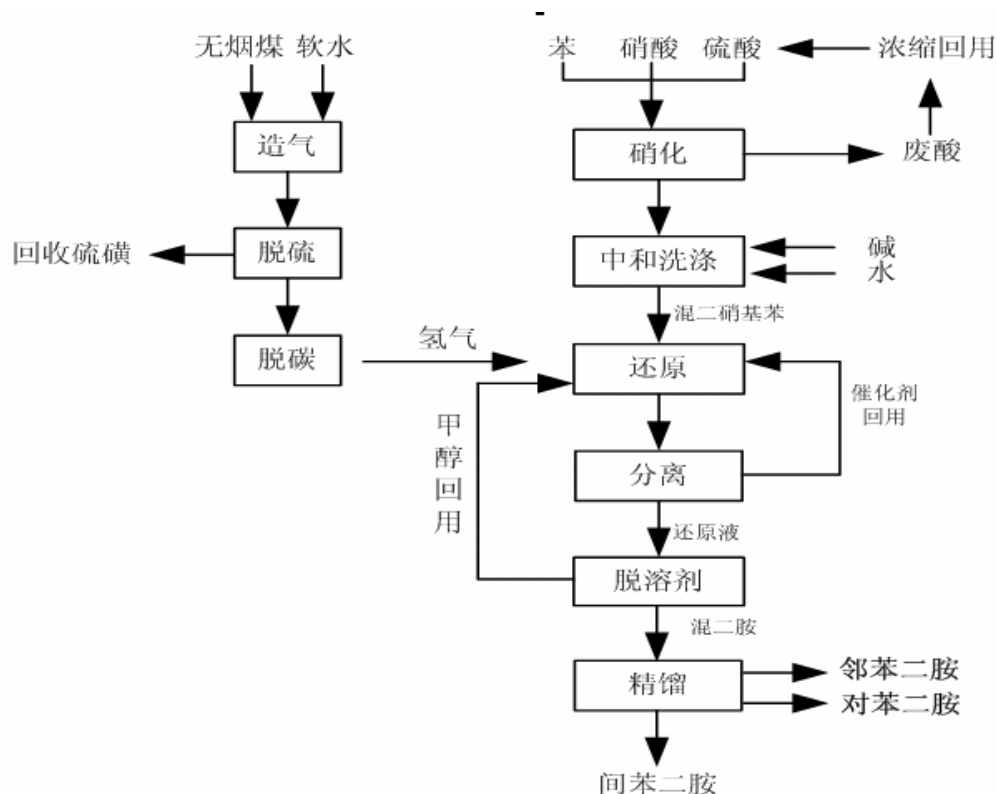 无烟煤 软水
苯 硝酸 硫酸
浓缩回用
造气
硝化
废酸
回收硫磺
脱硫
中和洗涤
碱
水
混二硝基苯
脱碳
氢气
还原
催化剂
回用
甲醇回用
分离
还原液
脱溶剂
混二胺
精馏
邻苯二胺
对苯二胺
间苯二胺